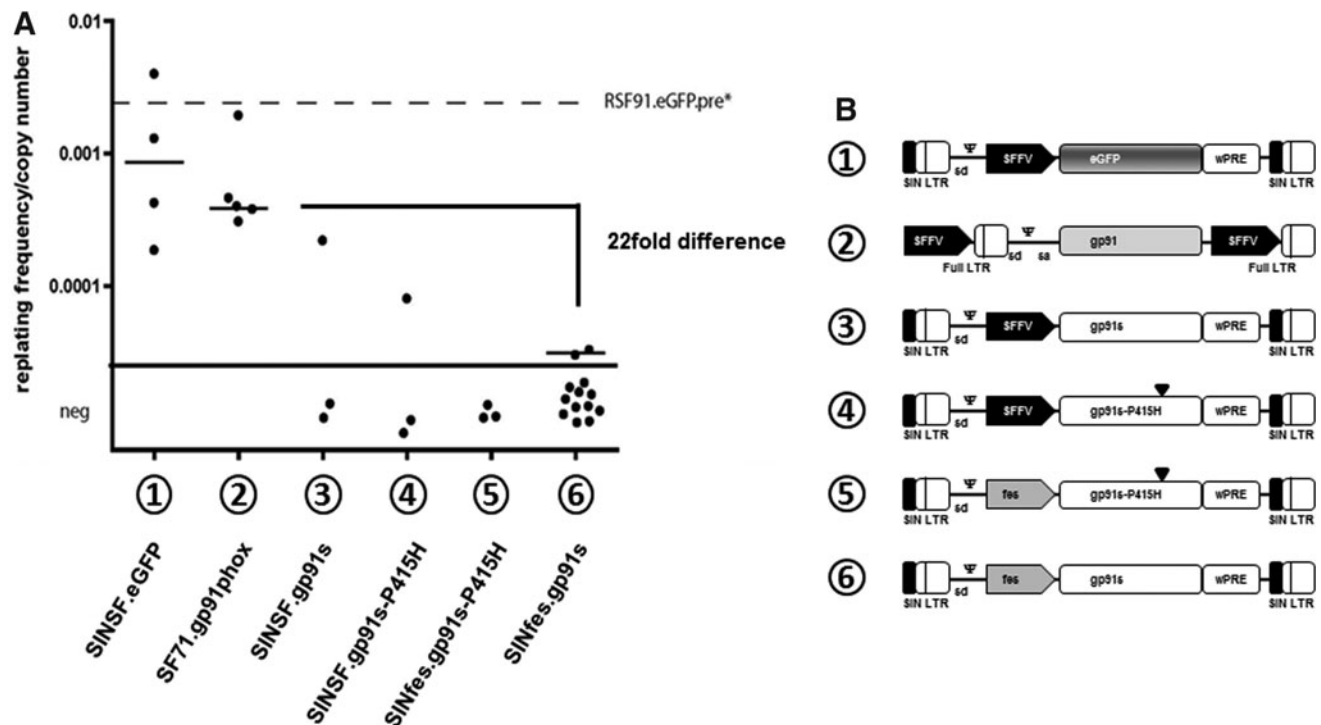 A
0.01
0.001
0.0001
neg
replating frequency/copy number
RSF91.eGFP.pre*
22fold difference
① ② ③ ④ ⑤ ⑥
SINSF.eGFP
SF71.gp91phox
SINSF.gp91s
SINSF.gp91s-P415H
SINfes.gp91s-P415H
SINfes.gp91s
B
①
Ψ
SFFV eGFP wPRE
sd
SIN LTR SIN LTR
②
Ψ
SFFV gp91 SFFV
sd sa
Full LTR Full LTR
③
Ψ
SFFV gp91s wPRE
sd
SIN LTR SIN LTR
④
Ψ
SFFV gp91s-P415H wPRE
sd
SIN LTR SIN LTR
⑤
Ψ
fes gp91s-P415H wPRE
sd
SIN LTR SIN LTR
⑥
Ψ
fes gp91s wPRE
sd
SIN LTR SIN LTR